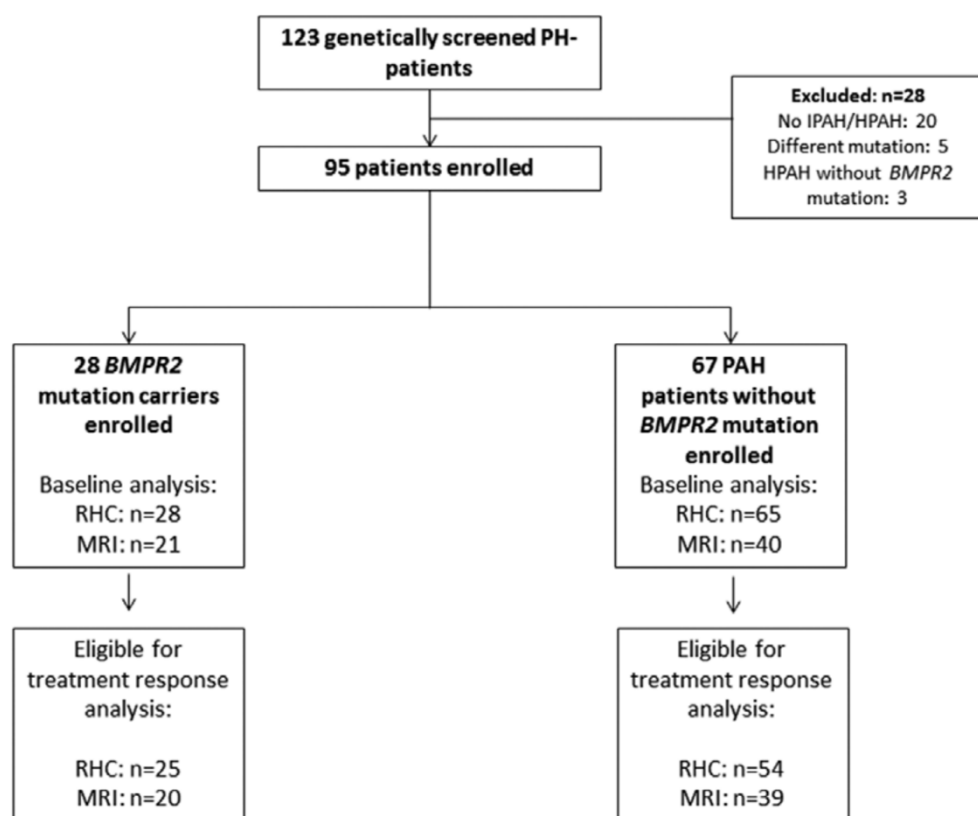 123 genetically screened PH-
patients
Excluded: n=28
No IPAH/HPAH: 20
Different mutation: 5
HPAH without BMPR2
mutation: 3
95 patients enrolled
28 BMPR2
mutation carriers
enrolled
Baseline analysis:
RHC: n=28
MRI: n=21
67 PAH
patients without
BMPR2 mutation
enrolled
Baseline analysis:
RHC: n=65
MRI: n=40
Eligible for
treatment response
analysis:
RHC: n=25
MRI: n=20
Eligible for
treatment response
analysis:
RHC: n=54
MRI: n=39